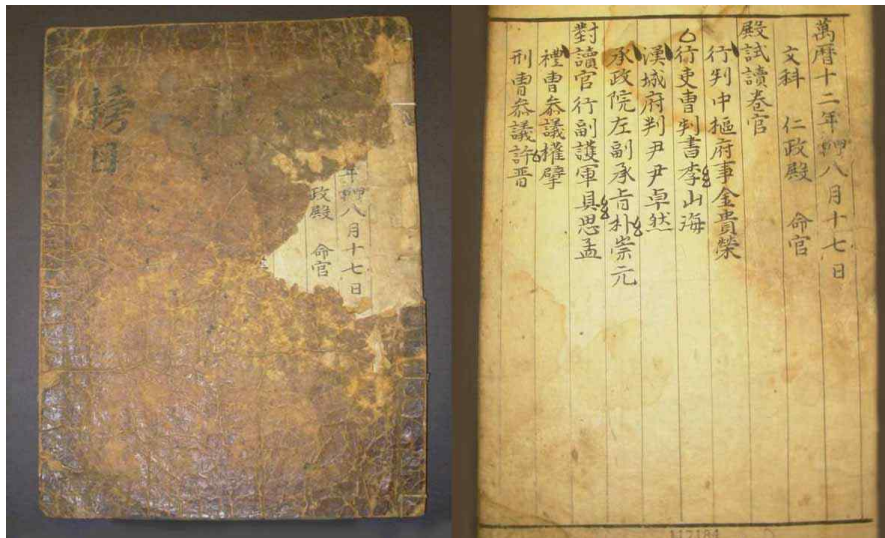 榜目
年甲申八月十七日
政殿 命官
萬暦十二年甲申八月十七日
文科 仁政殿 命官
殿試讀卷官
行判中樞府事金貴榮
行吏曹判書李山海
漢城府判尹尹卓然
承政院左副承旨朴崇元
對讀官行副護軍具思孟
禮曹叅議權擘
刑曹叅議許晋
117184